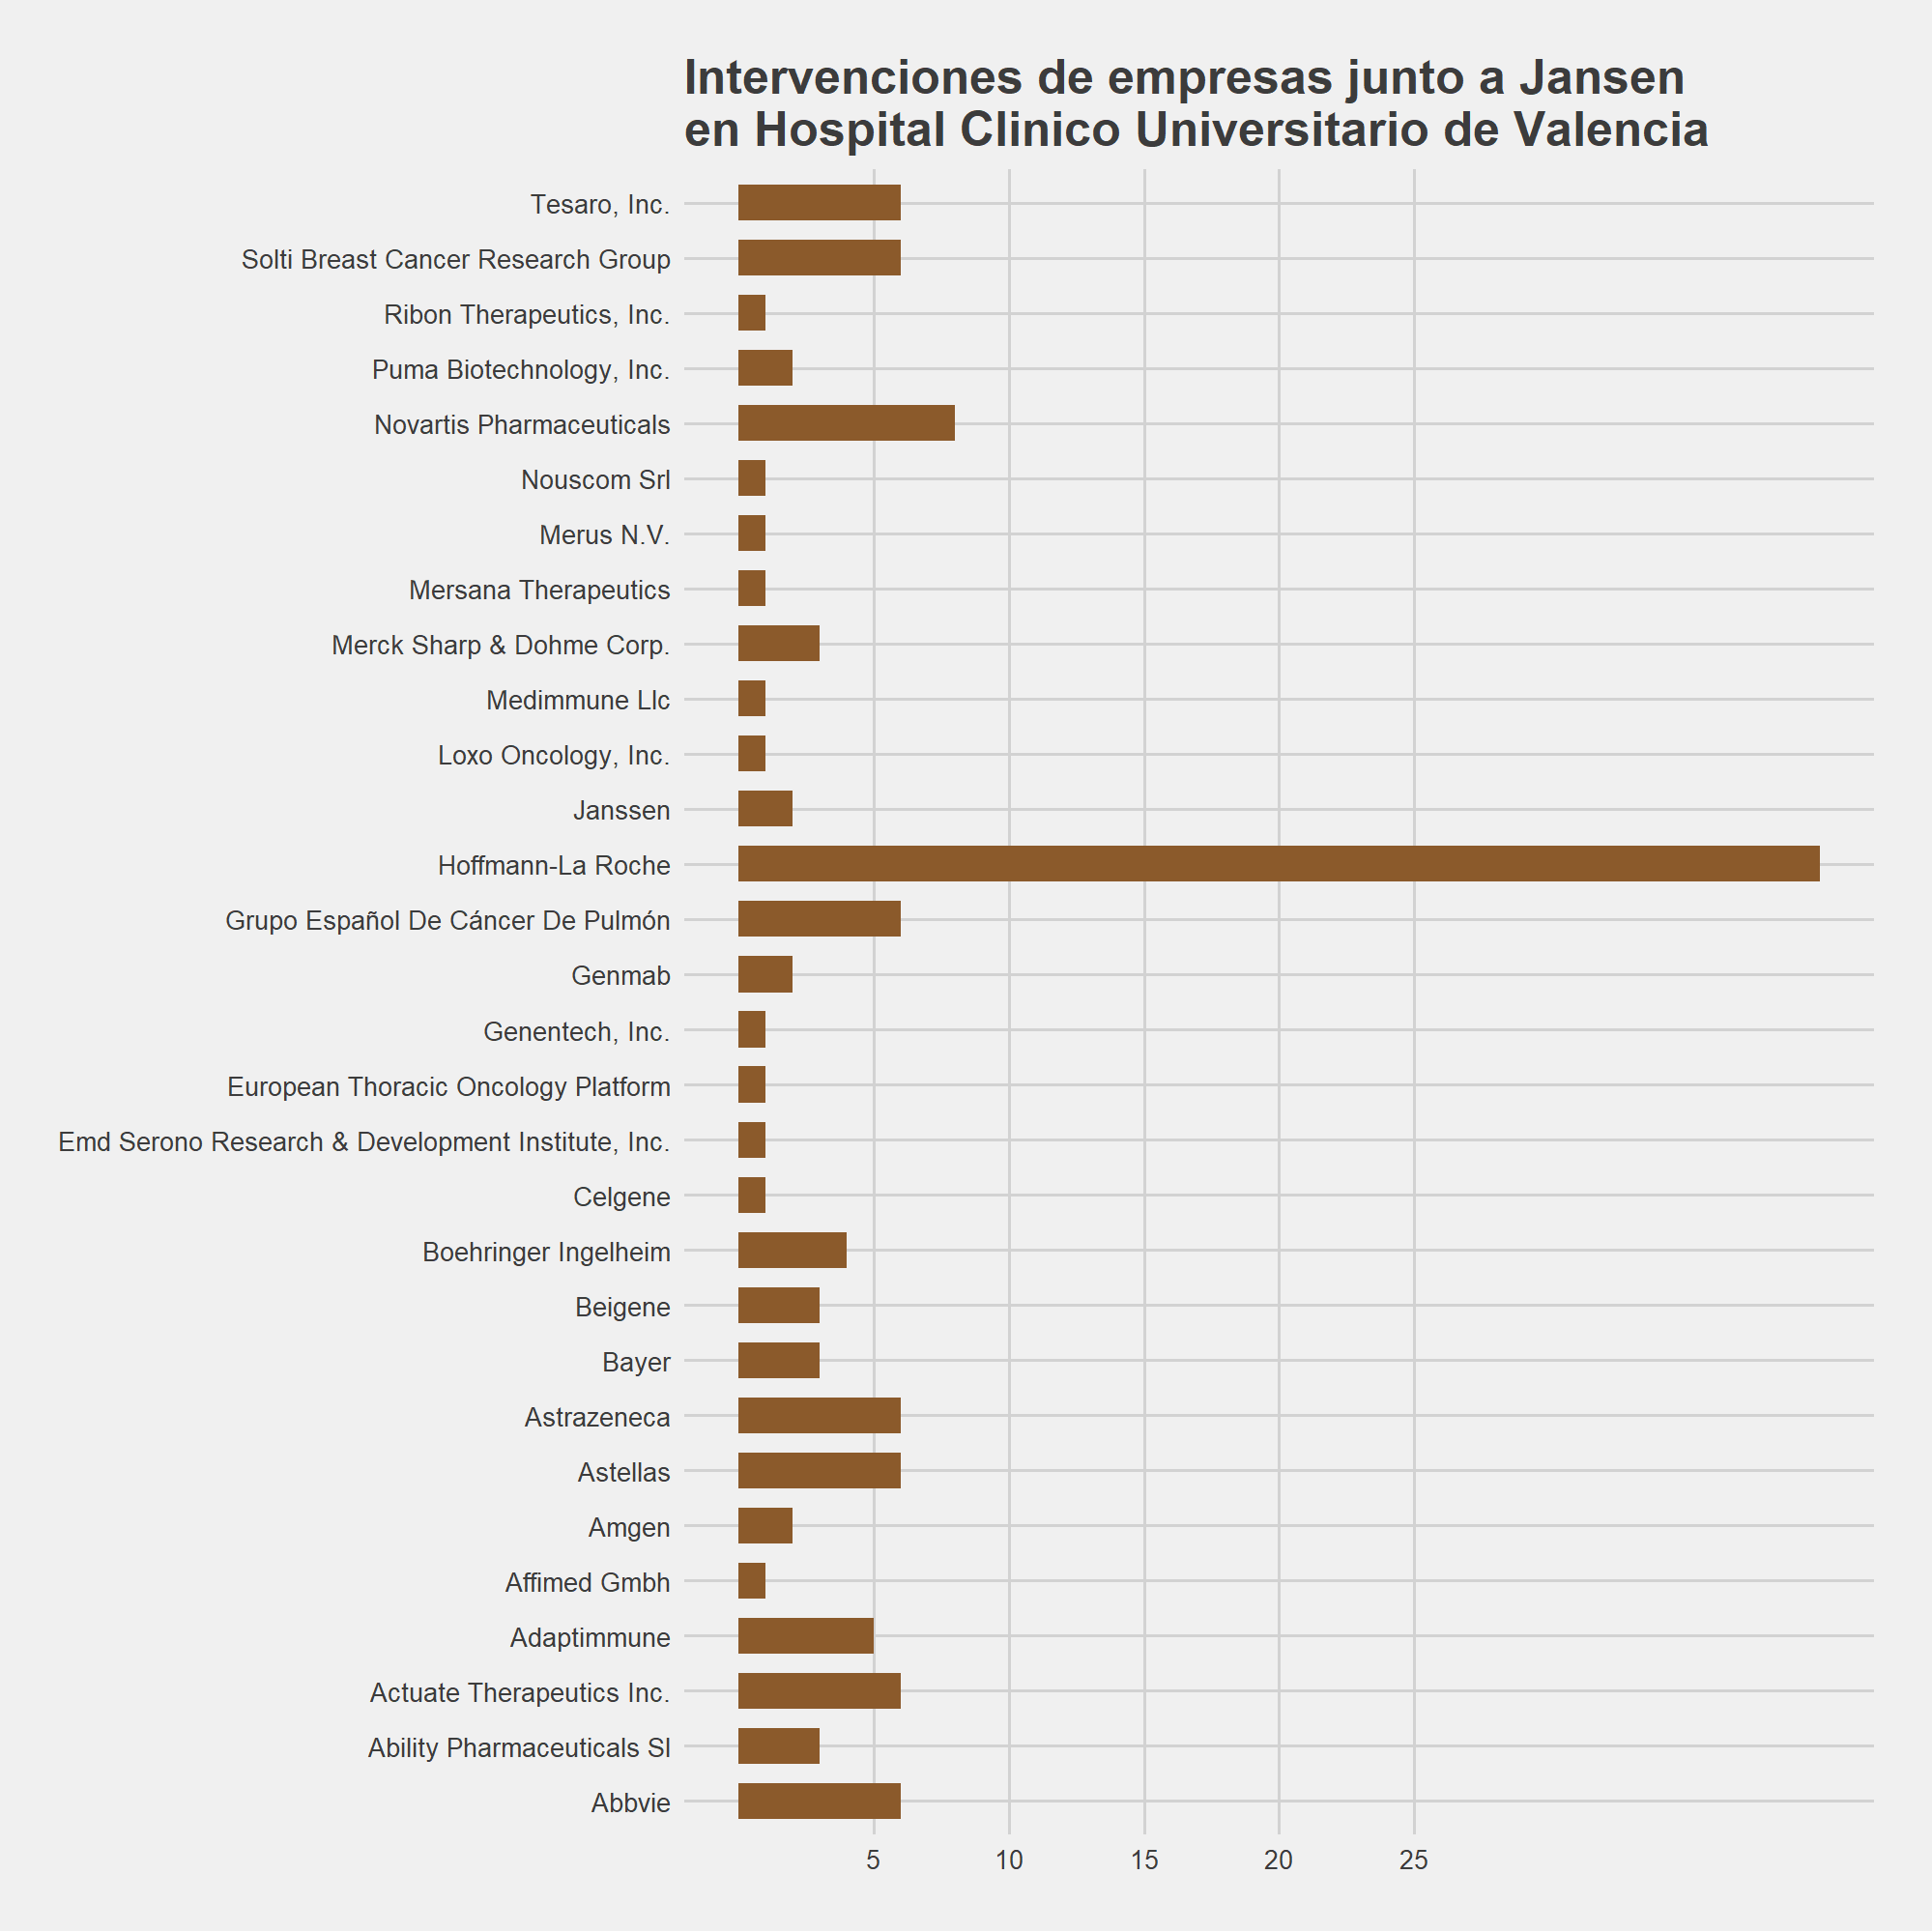 Intervenciones de empresas junto a Jansen
en Hospital Clinico Universitario de Valencia
Tesaro, Inc.
Solti Breast Cancer Research Group
Ribon Therapeutics, Inc.
Puma Biotechnology, Inc.
Novartis Pharmaceuticals
Nouscom Srl
Merus N.V.
Mersana Therapeutics
Merck Sharp & Dohme Corp.
Medimmune Llc
Loxo Oncology, Inc.
Janssen
Hoffmann-La Roche
Grupo Español De Cáncer De Pulmón
Genmab
Genentech, Inc.
European Thoracic Oncology Platform
Emd Serono Research & Development Institute, Inc.
Celgene
Boehringer Ingelheim
Beigene
Bayer
Astrazeneca
Astellas
Amgen
Affimed Gmbh
Adaptimmune
Actuate Therapeutics Inc.
Ability Pharmaceuticals Sl
Abbvie
5 10 15 20 25